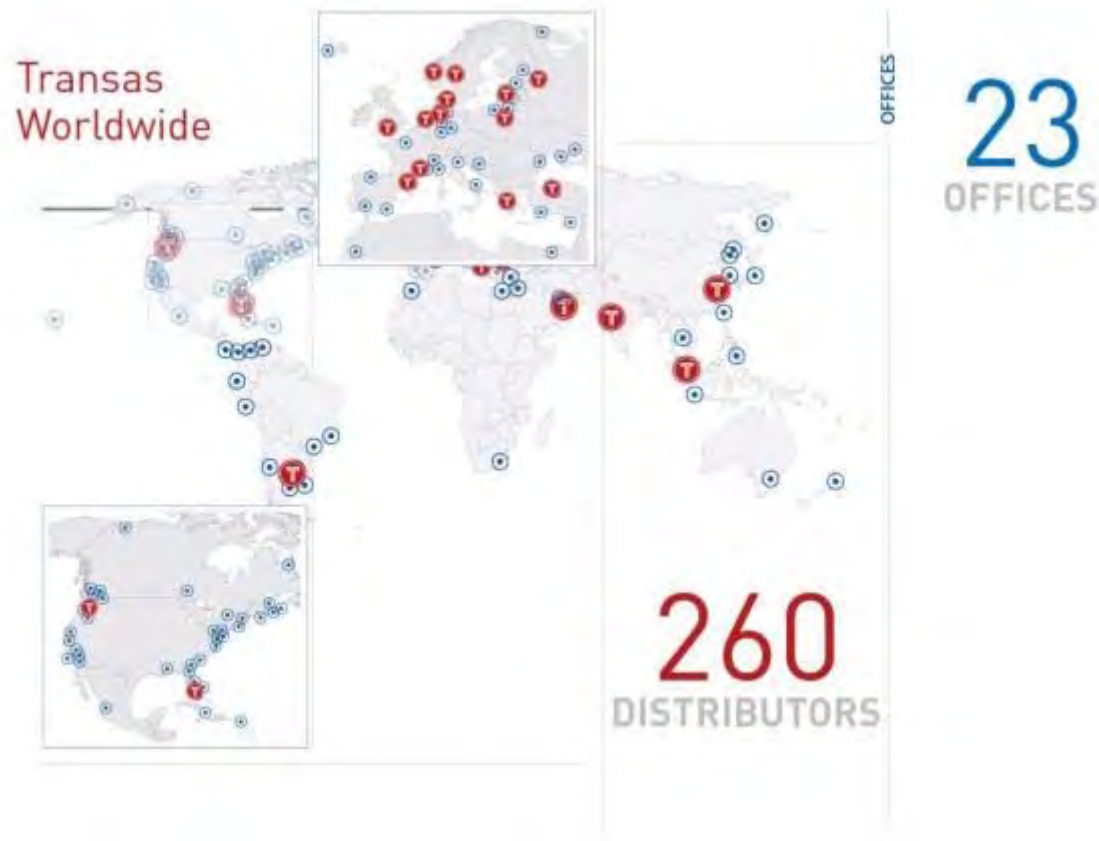 Transas
Worldwide
OFFICES
23
OFFICES
260
DISTRIBUTORS